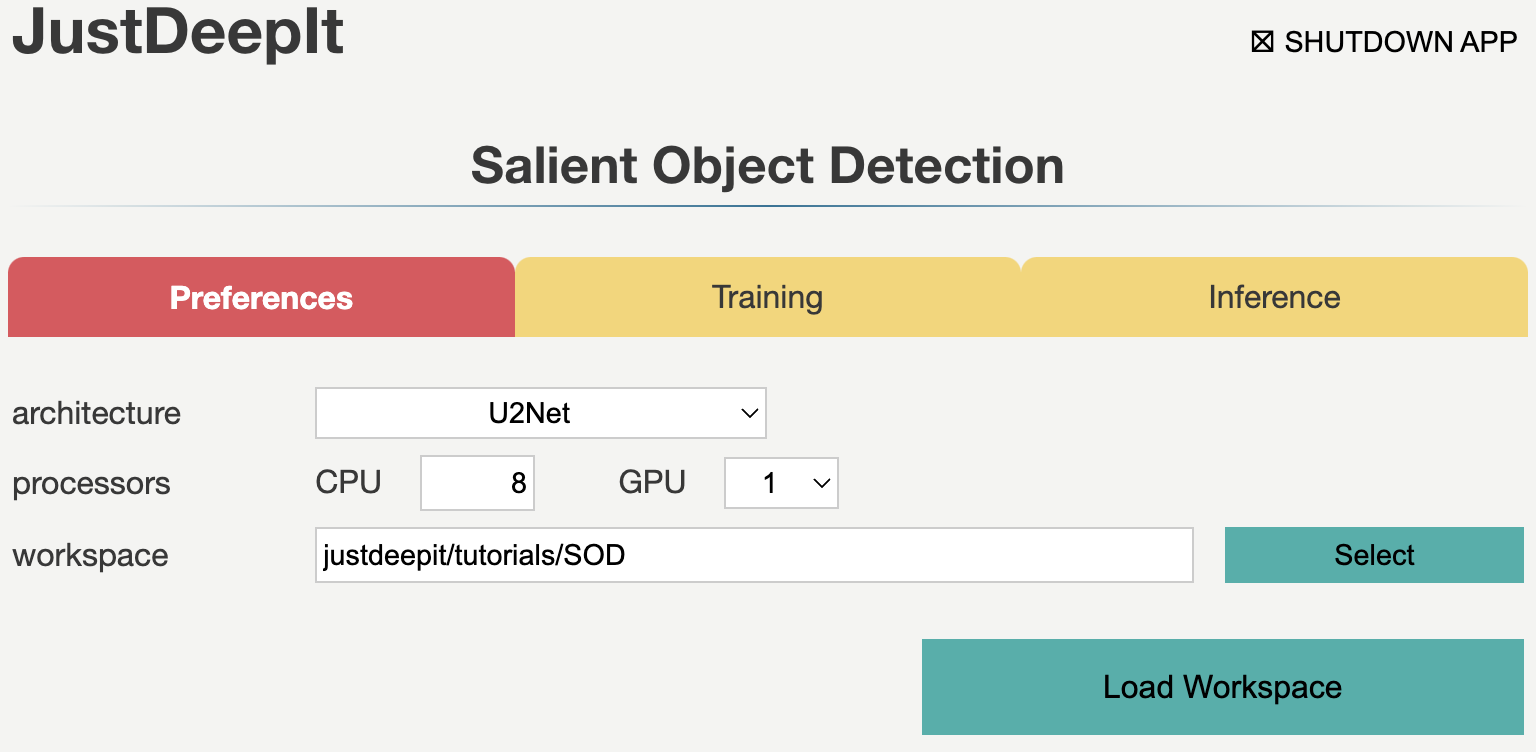 JustDeepIt
☒ SHUTDOWN APP
Salient Object Detection
Preferences Training Inference
architecture U2Net
processors CPU 8 GPU 1
workspace justdeepit/tutorials/SOD Select
Load Workspace